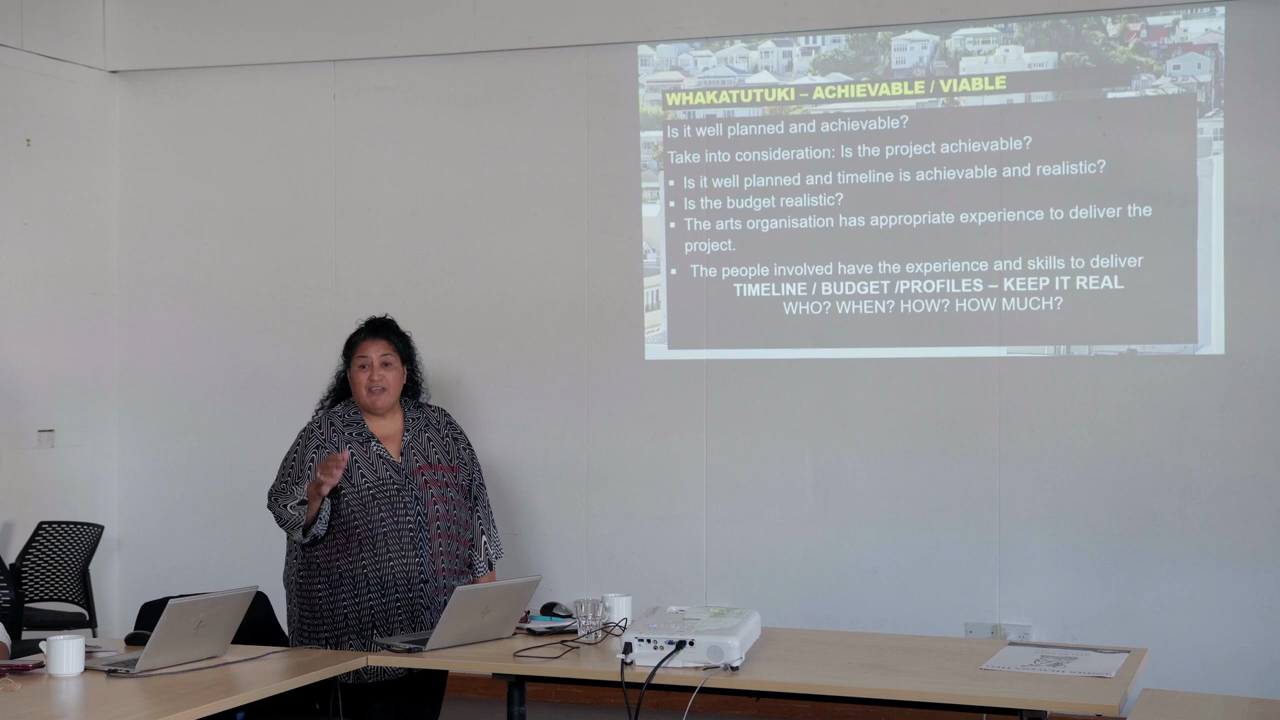 WHAKATUTUKI – ACHIEVABLE / VIABLE
Is it well planned and achievable?
Take into consideration: Is the project achievable?
▪ Is it well planned and timeline is achievable and realistic?
▪ Is the budget realistic?
▪ The arts organisation has appropriate experience to deliver the
project.
▪ The people involved have the experience and skills to deliver
TIMELINE / BUDGET /PROFILES – KEEP IT REAL
WHO? WHEN? HOW? HOW MUCH?